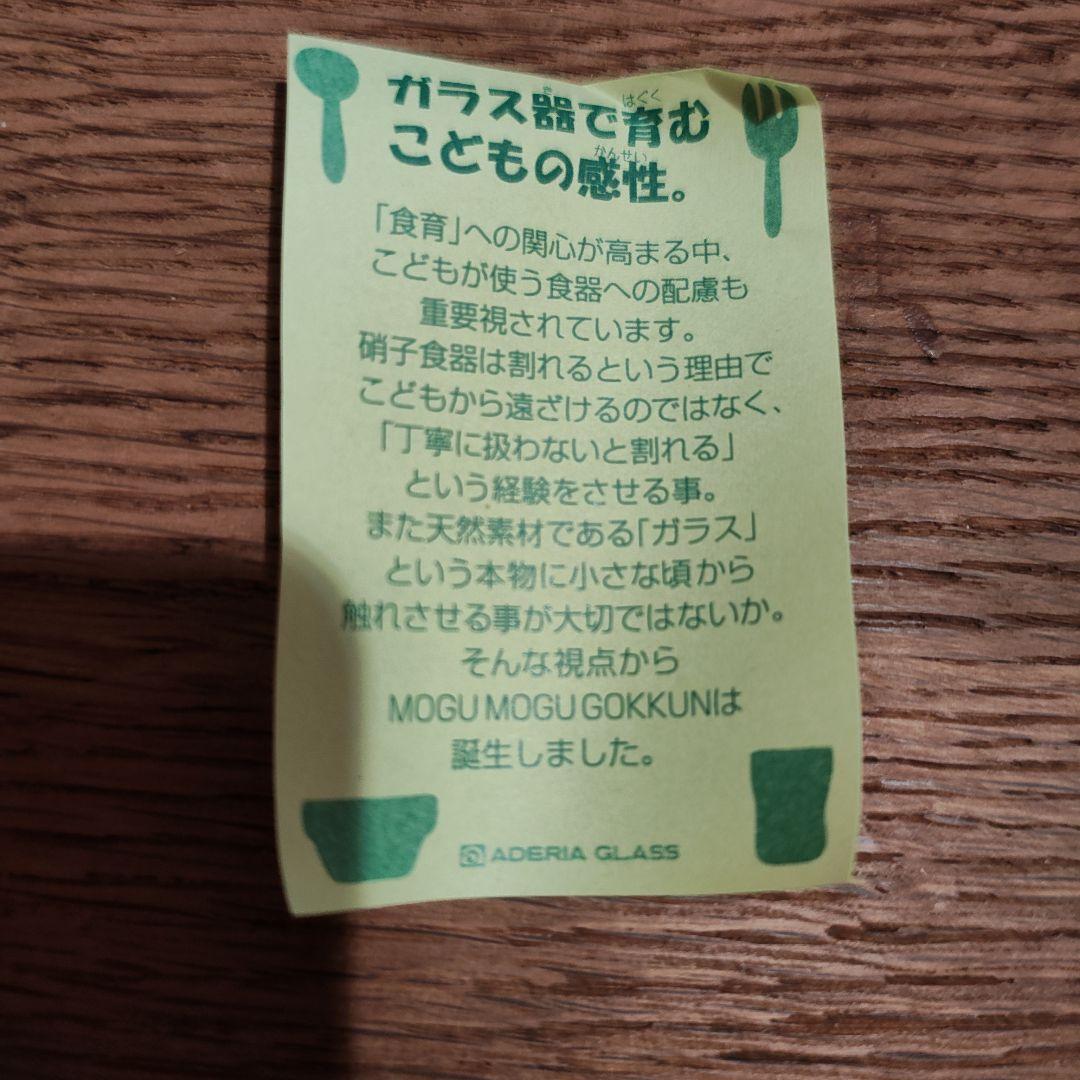 ガラス器で育む
こどもの感性。
「食育」への関心が高まる中、
こどもが使う食器への配慮も
重要視されています。
硝子食器は割れるという理由で
こどもから遠ざけるのではなく、
「丁寧に扱わないと割れる」
という経験をさせる事。
また天然素材である「ガラス」
という本物に小さな頃から
触れさせる事が大切ではないか。
そんな視点から
MOGU MOGU GOKKUNは
誕生しました。
ADERIA GLASS